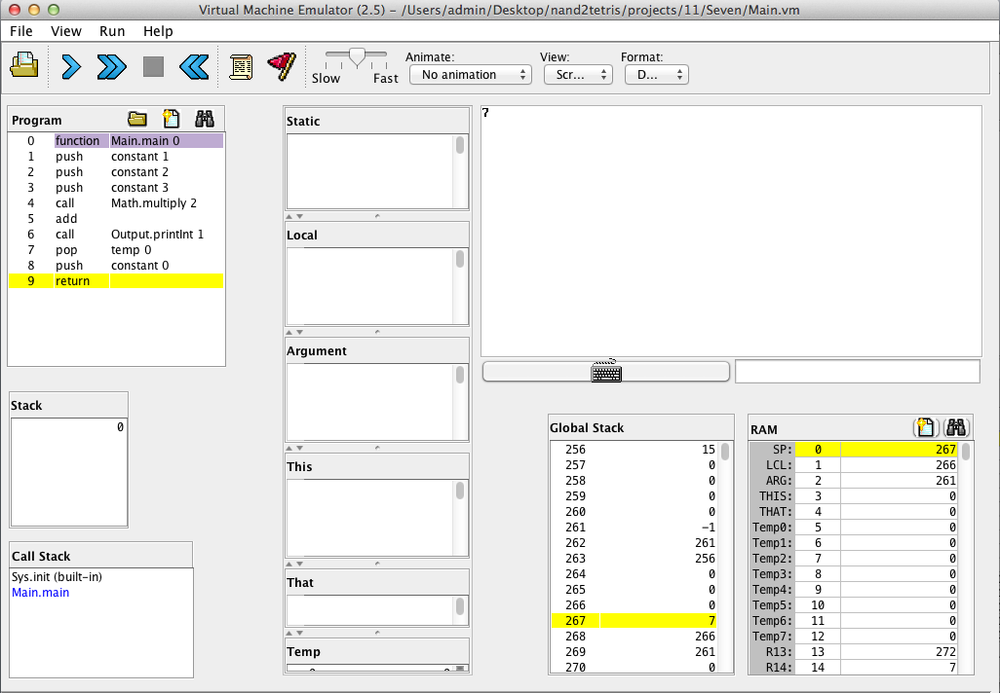 Virtual Machine Emulator (2.5) - /Users/admin/Desktop/nand2tetris/projects/11/Seven/Main.vm
File View Run Help
Slow Fast
Animate:
No animation
View:
Scr...
Format:
D...
Program
0 function Main.main 0
1 push constant 1
2 push constant 2
3 push constant 3
4 call Math.multiply 2
5 add
6 call Output.printInt 1
7 pop temp 0
8 push constant 0
9 return
Stack
0
Call Stack
Sys.init (built-in)
Main.main
Static
Local
Argument
This
That
Temp
7
Global Stack
256 15
257 0
258 0
259 0
260 0
261 -1
262 261
263 256
264 0
265 0
266 0
267 7
268 266
269 261
270 0
RAM
SP: 0 267
LCL: 1 266
ARG: 2 261
THIS: 3 0
THAT: 4 0
Temp0: 5 0
Temp1: 6 0
Temp2: 7 0
Temp3: 8 0
Temp4: 9 0
Temp5: 10 0
Temp6: 11 0
Temp7: 12 0
R13: 13 272
R14: 14 7